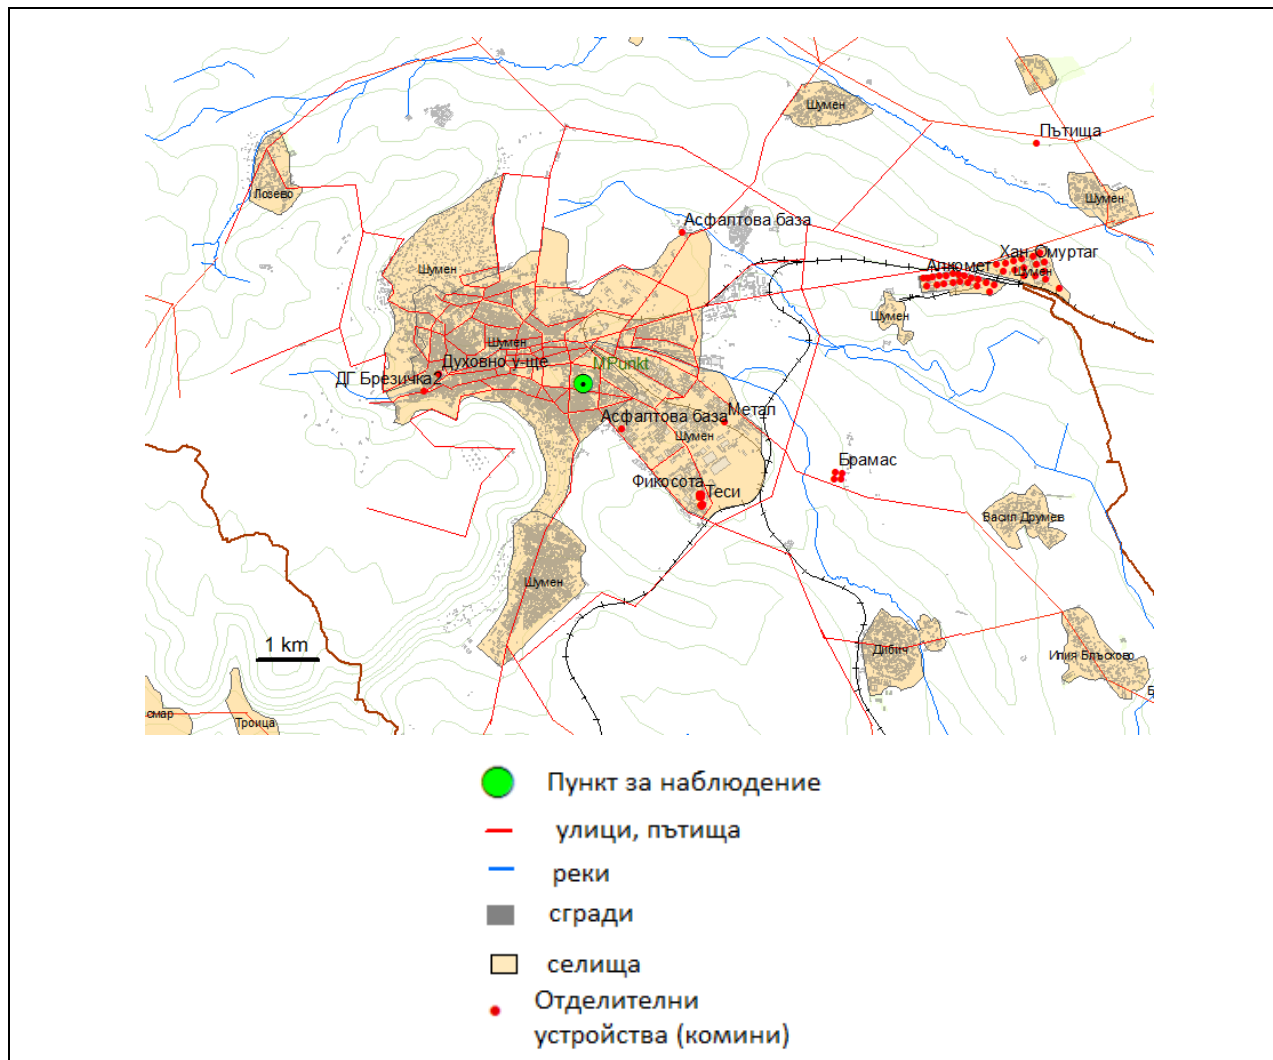 Шумен
Пътища
Лозево
Шумен
Асфалтова база
Хан Омуртаг
Шумен
Алкомет
Шумен
Шумен
Шумен
Духовно у-ще
MPunkt
ДГ Брезичка2
Асфалтова база
Метал
Шумен
Брамас
Фикосота
Теси
Васил Друмев
Шумен
1 km
Дибич
Илия Блъсково
смар
Троица
Пункт за наблюдение
улици, пътища
реки
сгради
селища
Отделителни
устройства (комини)